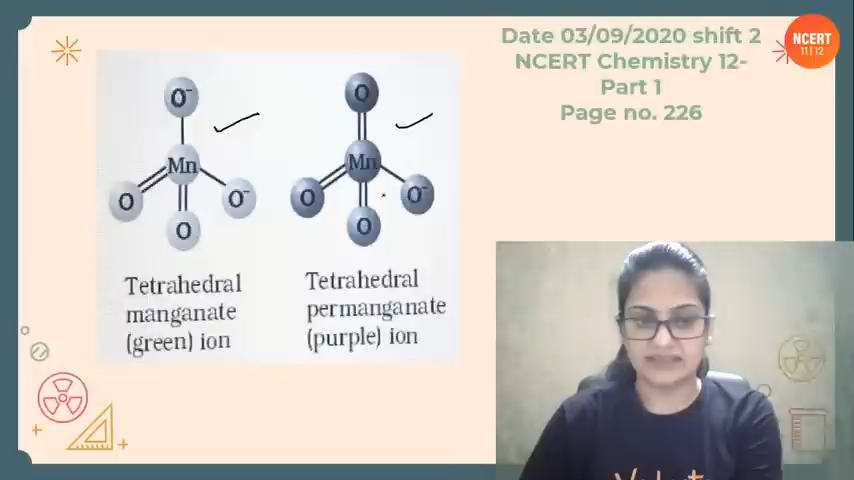 Date 03/09/2020 shift 2
NCERT Chemistry 12-
Part 1
Page no. 226
NCERT
11|12
O⁻
Mn
O
O⁻
O
Tetrahedral
manganate
(green) ion
O
Mn
O
O⁻
O
Tetrahedral
permanganate
(purple) ion